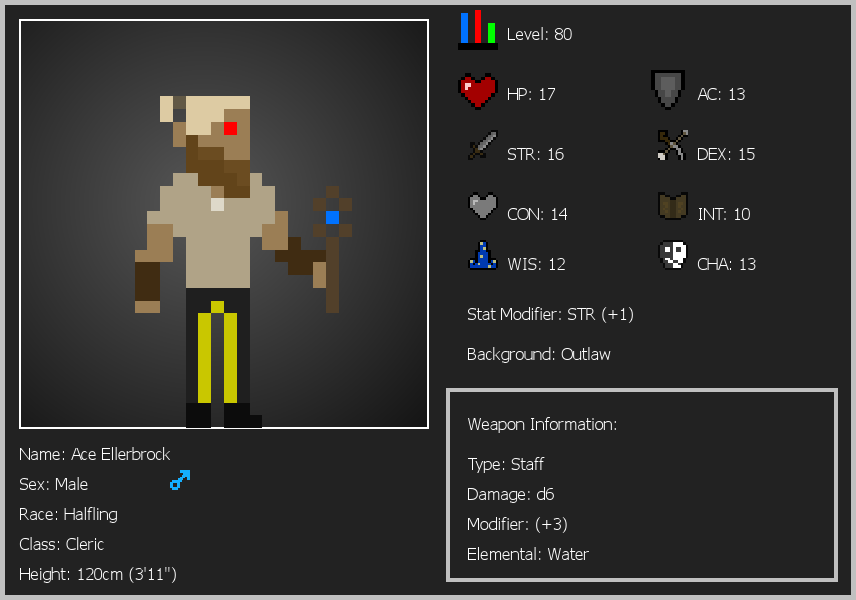 Level: 80
HP: 17
AC: 13
STR: 16
DEX: 15
CON: 14
INT: 10
WIS: 12
CHA: 13
Stat Modifier: STR (+1)
Background: Outlaw
Weapon Information:
Type: Staff
Damage: d6
Modifier: (+3)
Elemental: Water
Name: Ace Ellerbrock
Sex: Male
Race: Halfling
Class: Cleric
Height: 120cm (3'11")